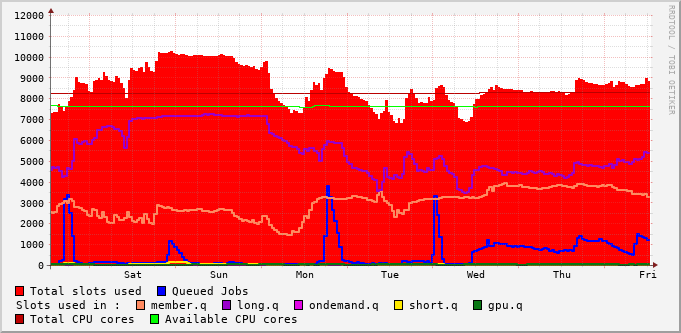 12000
11000
10000
9000
8000
7000
6000
5000
4000
3000
2000
1000
0
Sat Sun Mon Tue Wed Thu Fri
RRDTOOL / TOBI OETIKER
Total slots used Queued Jobs
Slots used in : member.q long.q ondemand.q short.q gpu.q
Total CPU cores Available CPU cores